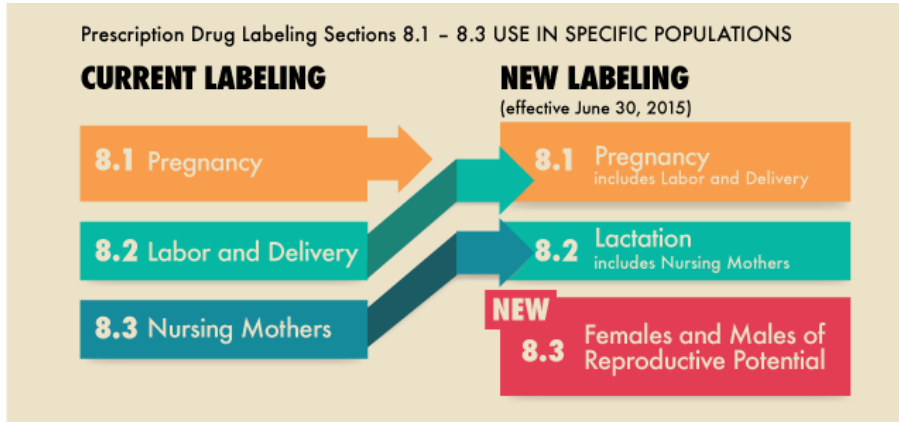 Prescription Drug Labeling Sections 8.1 – 8.3 USE IN SPECIFIC POPULATIONS
CURRENT LABELING
8.1 Pregnancy
8.2 Labor and Delivery
8.3 Nursing Mothers
NEW LABELING
(effective June 30, 2015)
8.1 Pregnancy
includes Labor and Delivery
8.2 Lactation
includes Nursing Mothers
NEW
8.3 Females and Males of
Reproductive Potential